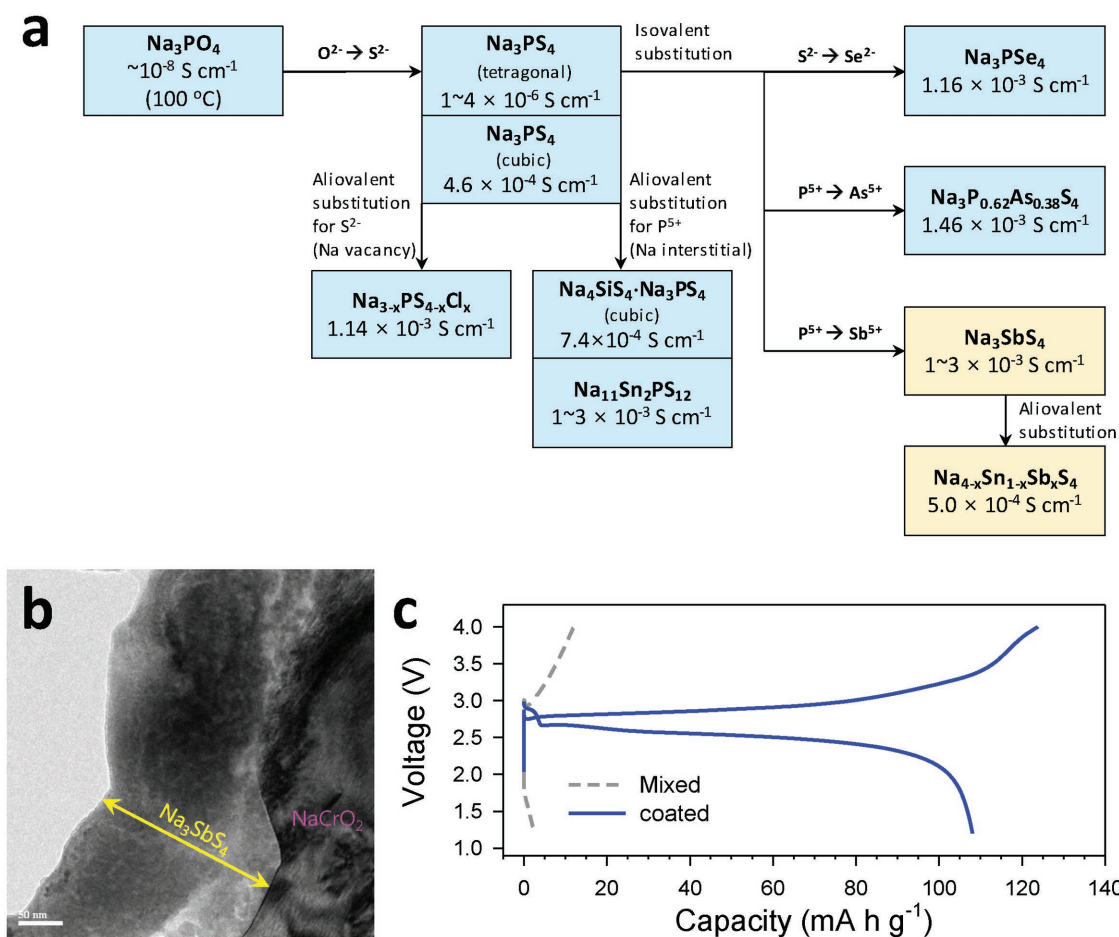 a
Na₃PO₄
~10⁻⁸ S cm⁻¹
(100 °C)
O²⁻ → S²⁻
Na₃PS₄
(tetragonal)
1~4 × 10⁻⁶ S cm⁻¹
Na₃PS₄
(cubic)
4.6 × 10⁻⁴ S cm⁻¹
Isovalent
substitution
S²⁻ → Se²⁻
Na₃PSe₄
1.16 × 10⁻³ S cm⁻¹
P⁵⁺ → As⁵⁺
Na₃P₀.₆₂As₀.₃₈S₄
1.46 × 10⁻³ S cm⁻¹
Aliovalent
substitution
for S²⁻
(Na vacancy)
Aliovalent
substitution
for P⁵⁺
(Na interstitial)
Na₃₋ₓPS₄₋ₓClₓ
1.14 × 10⁻³ S cm⁻¹
Na₄SiS₄·Na₃PS₄
(cubic)
7.4×10⁻⁴ S cm⁻¹
Na₁₁Sn₂PS₁₂
1~3 × 10⁻³ S cm⁻¹
P⁵⁺ → Sb⁵⁺
Na₃SbS₄
1~3 × 10⁻³ S cm⁻¹
Aliovalent
substitution
Na₄₋ₓSn₁₋ₓSbₓS₄
5.0 × 10⁻⁴ S cm⁻¹
b
Na₃SbS₄
NaCrO₂
50 nm
c
Voltage (V)
4.0
3.5
3.0
2.5
2.0
1.5
1.0
Mixed
coated
0 20 40 60 80 100 120 140
Capacity (mA h g⁻¹)